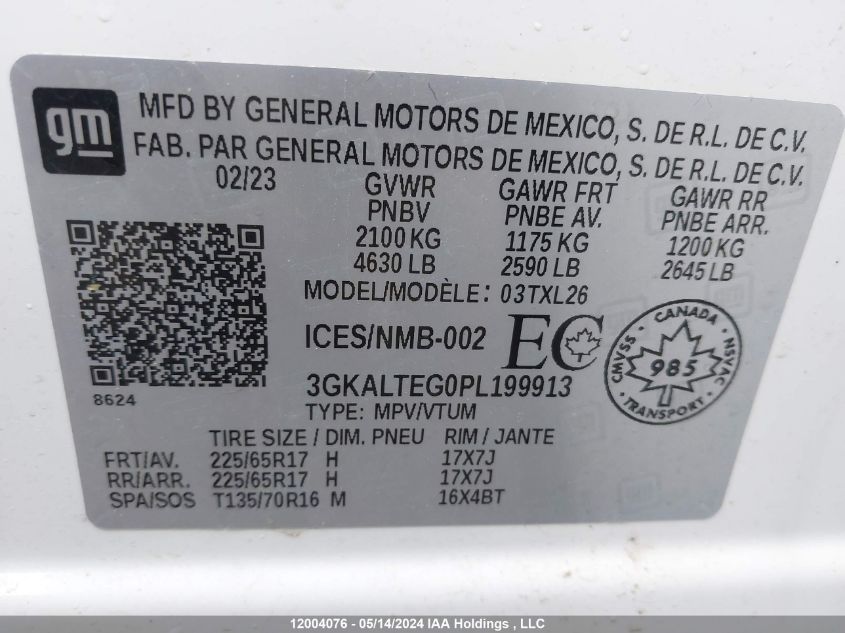 gm
MFD BY GENERAL MOTORS DE MEXICO, S. DE R.L. DE C.V.
FAB. PAR GENERAL MOTORS DE MEXICO, S. DE R.L. DE C.V.
02/23 GVWR GAWR FRT GAWR RR
PNBV PNBE AV. PNBE ARR.
2100 KG 1175 KG 1200 KG
4630 LB 2590 LB 2645 LB
MODEL/MODÈLE: 03TXL26
ICES/NMB-002 EC
CANADA
CMVSS 985 NSVAC
TRANSPORT
3GKALTEG0PL199913
8624
TYPE: MPV/VTUM
TIRE SIZE / DIM. PNEU RIM / JANTE
FRT/AV. 225/65R17 H 17X7J
RR/ARR. 225/65R17 H 17X7J
SPA/SOS T135/70R16 M 16X4BT
12004076 - 05/14/2024 IAA Holdings , LLC